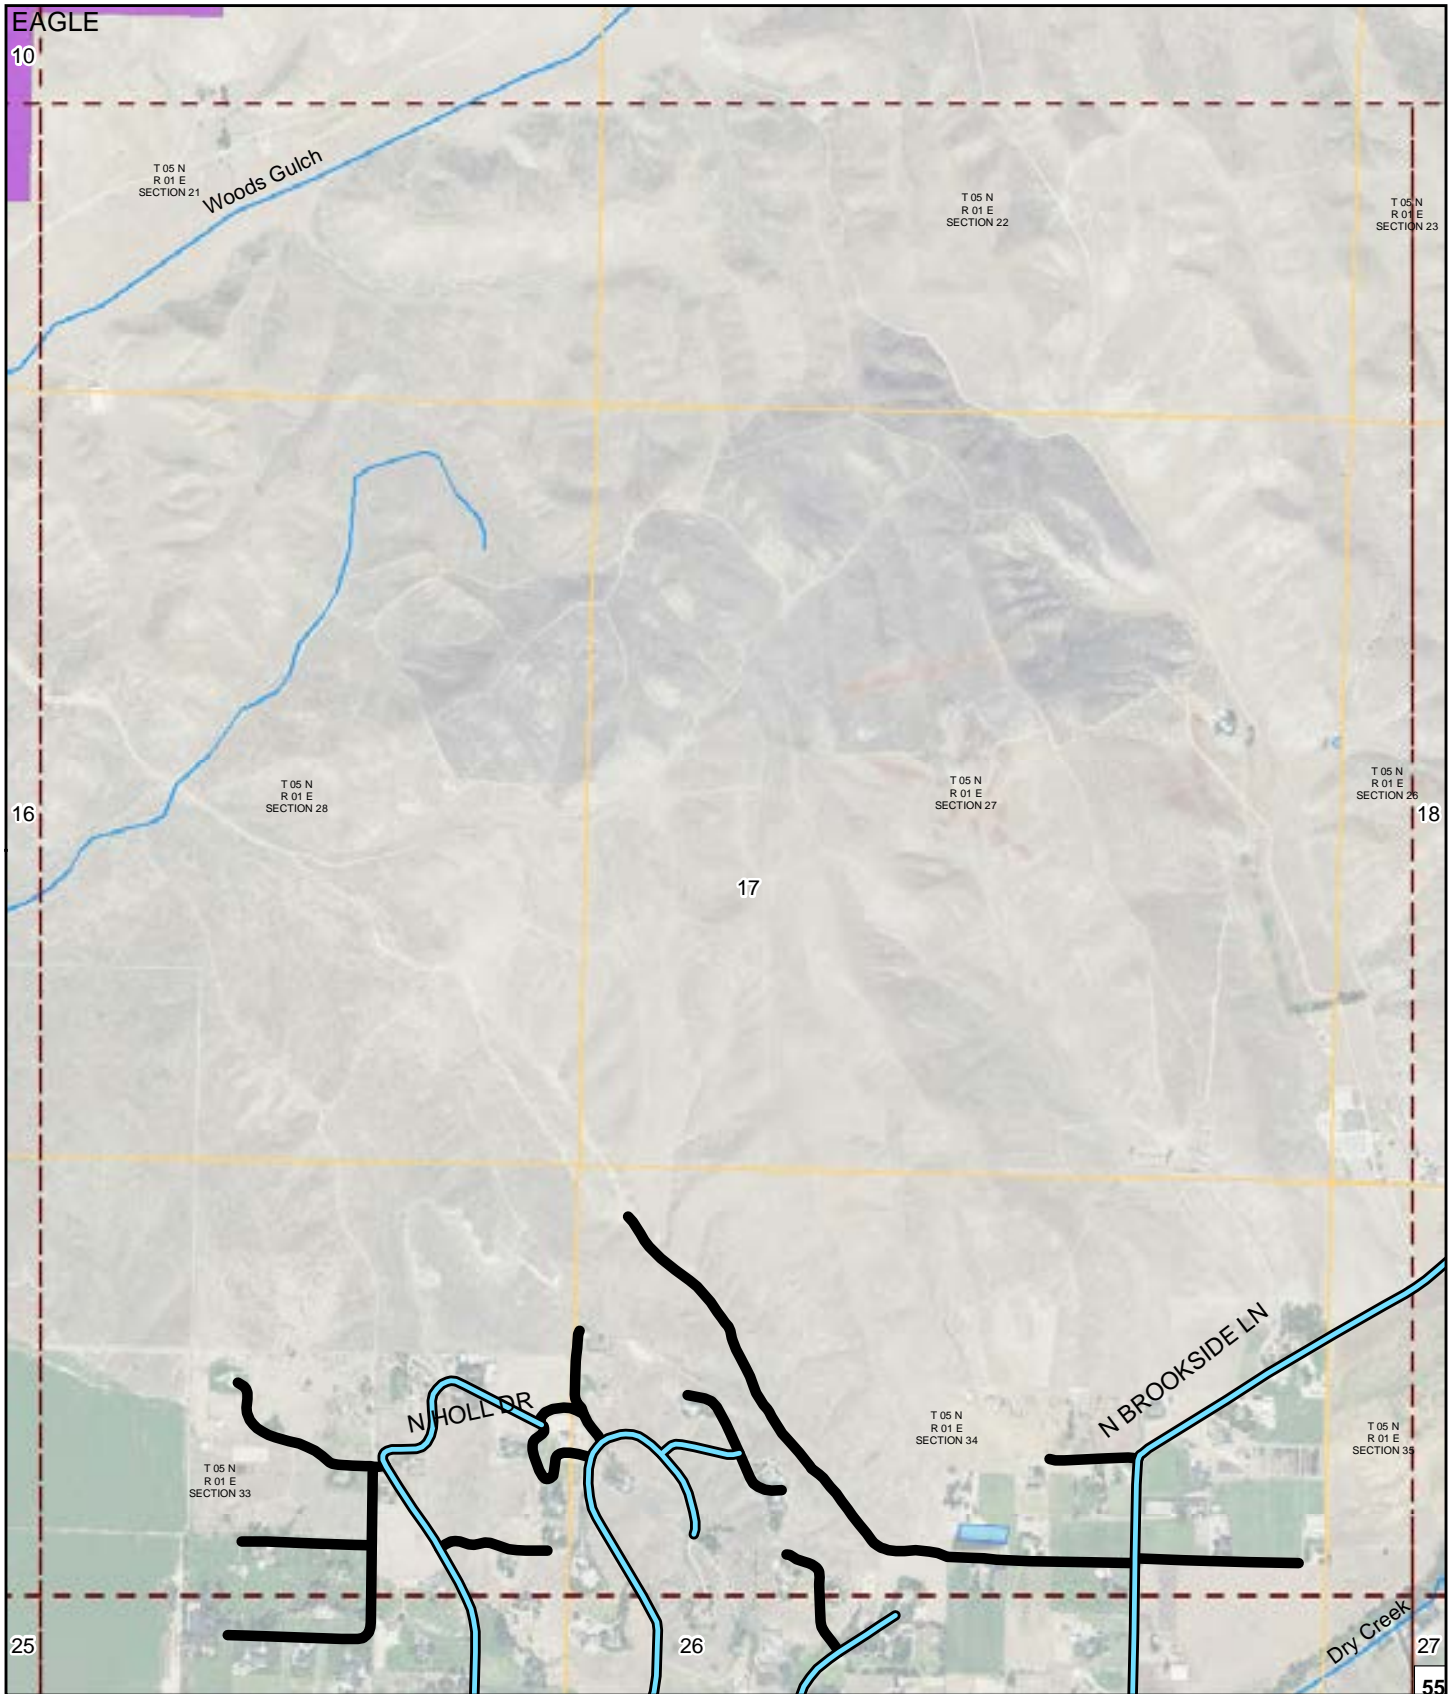 EAGLE
10
T 05 N
R 01 E
SECTION 21
Woods Gulch
T 05 N
R 01 E
SECTION 22
T 05 N
R 01 E
SECTION 23
T 05 N
R 01 E
SECTION 28
T 05 N
R 01 E
SECTION 27
T 05 N
R 01 E
SECTION 26
16
18
17
N BROOKSIDE LN
N HOLL DR
T 05 N
R 01 E
SECTION 34
T 05 N
R 01 E
SECTION 35
T 05 N
R 01 E
SECTION 33
Dry Creek
25
26
27
55